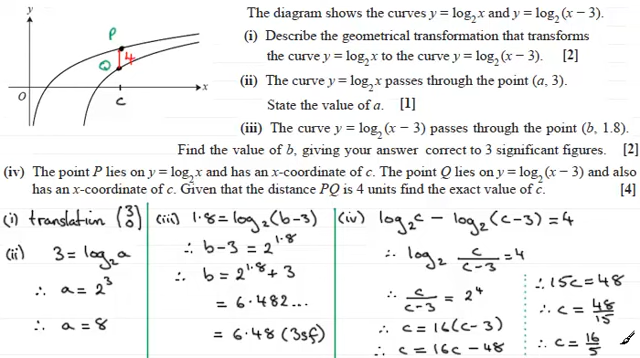 The diagram shows the curves y = log₂x and y = log₂(x − 3).
(i) Describe the geometrical transformation that transforms
the curve y = log₂x to the curve y = log₂(x − 3). [2]
(ii) The curve y = log₂x passes through the point (a, 3).
State the value of a. [1]
(iii) The curve y = log₂(x − 3) passes through the point (b, 1.8).
Find the value of b, giving your answer correct to 3 significant figures. [2]
(iv) The point P lies on y = log₂x and has an x-coordinate of c. The point Q lies on y = log₂(x − 3) and also
has an x-coordinate of c. Given that the distance PQ is 4 units find the exact value of c. [4]
y
P
Q
4
O
c
x
(i) translation (3 0)
(ii) 3 = log₂a
∴ a = 2³
∴ a = 8
(iii) 1.8 = log₂(b−3)
∴ b−3 = 2^1.8
∴ b = 2^1.8 + 3
= 6.482...
= 6.48 (3sf)
(iv) log₂c − log₂(c−3) = 4
∴ log₂ c/(c−3) = 4
∴ c/(c−3) = 2⁴
∴ c = 16(c−3)
∴ c = 16c − 48
∴ 15c = 48
∴ c = 48/15
∴ c = 16/5